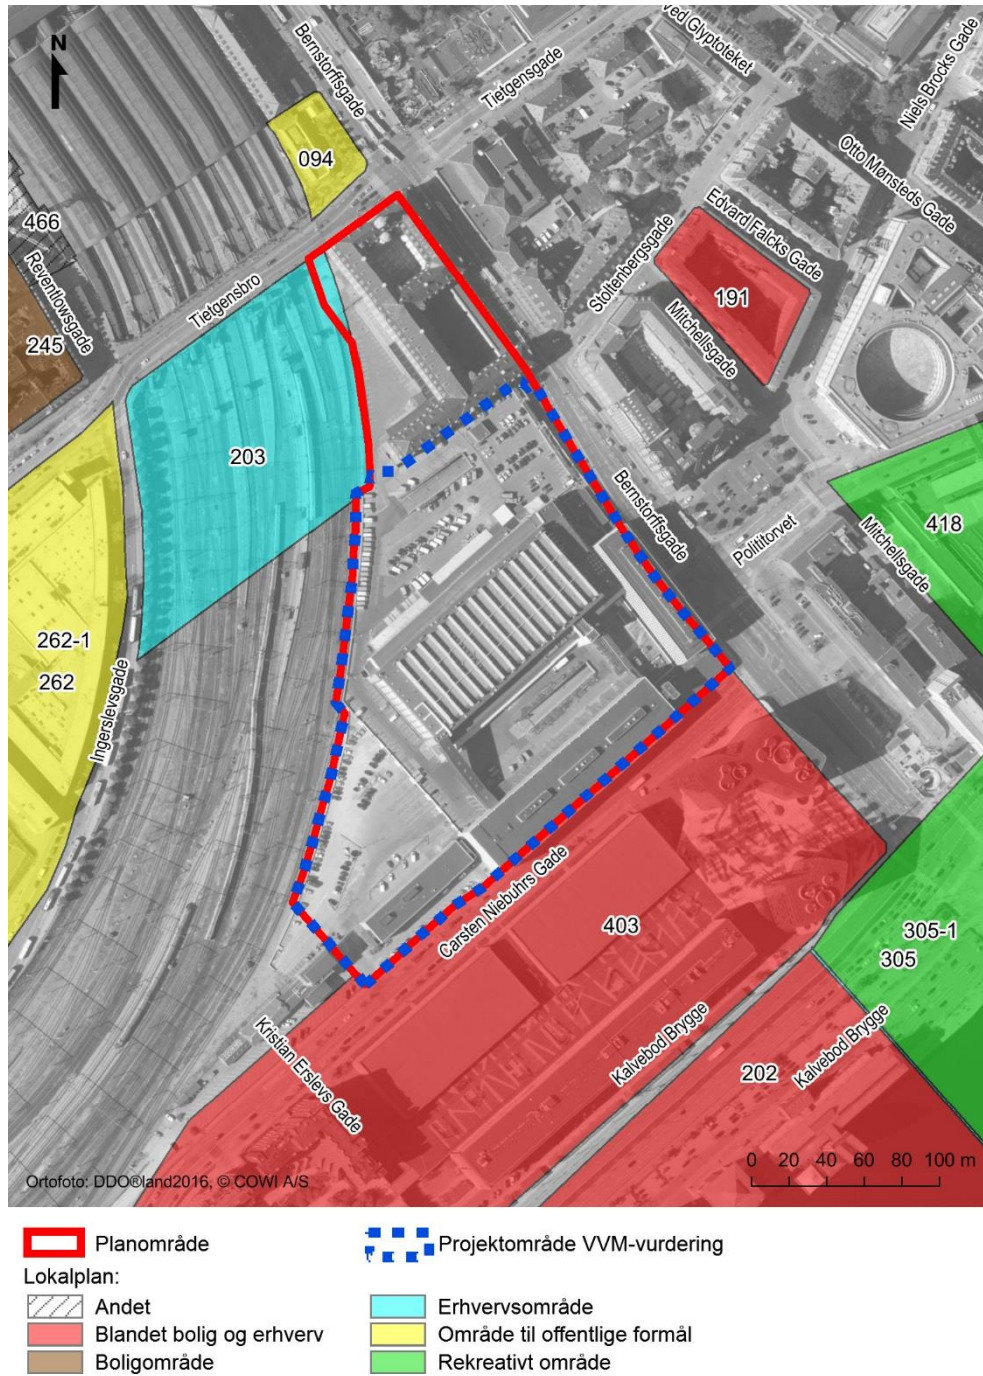 N
Bernstorffsgade
Tietgensgade
ved Glyptoteket
Niels Brocks Gade
Otto Mønsteds Gade
094
466
Reventlowsgade
Tietgensbro
Stoltenbergsgade
Edvard Falcks Gade
191
Mitchellsgade
245
203
Bernstorffsgade
Polititorvet
418
Mitchellsgade
262-1
262
Ingerslevsgade
Carsten Niebuhrs Gade
403
305-1
305
Kristian Erslevs Gade
Kalvebod Brygge
202
Kalvebod Brygge
0 20 40 60 80 100 m
Ortofoto: DDO®land2016, © COWI A/S
Planområde
Projektområde VVM-vurdering
Lokalplan:
Andet
Erhvervsområde
Blandet bolig og erhverv
Område til offentlige formål
Boligområde
Rekreativt område